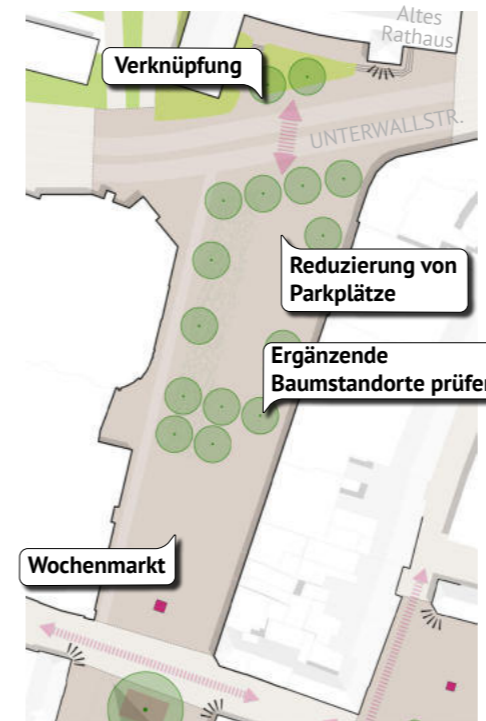 Altes
Rathaus
Verknüpfung
UNTERWALLSTR.
Reduzierung von
Parkplätze
Ergänzende
Baumstandorte prüfen
Wochenmarkt